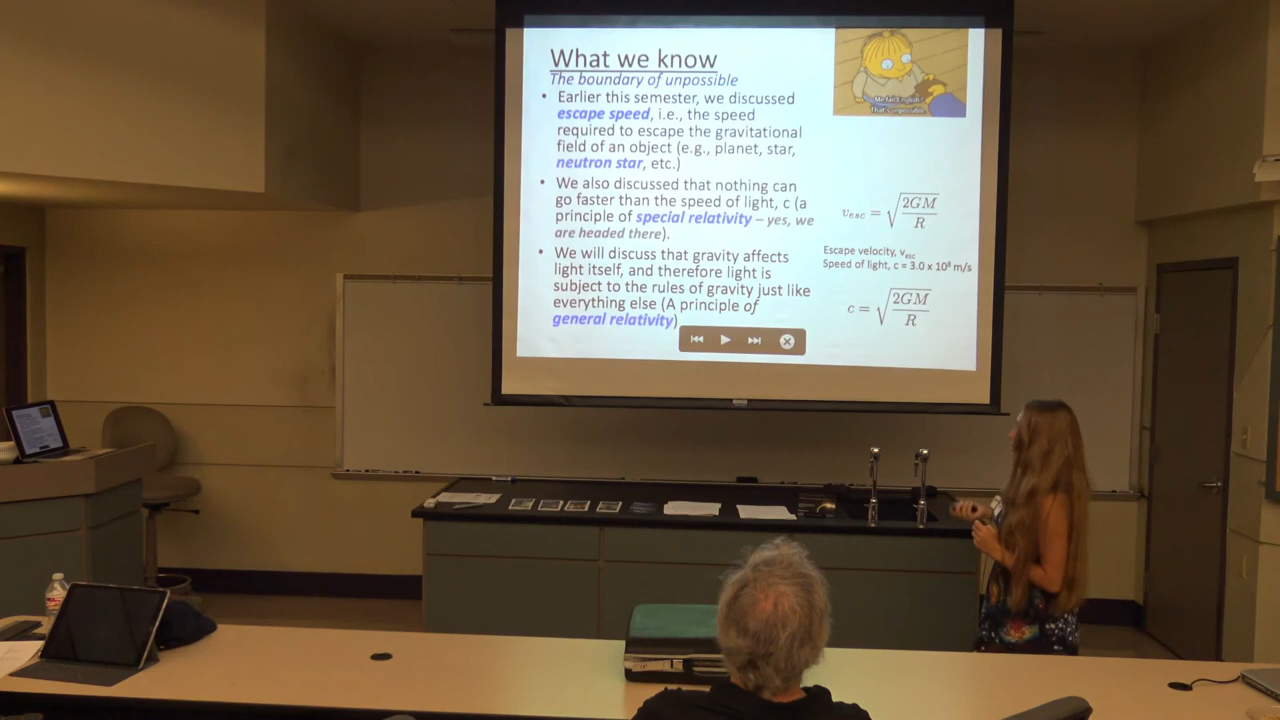 What we know
The boundary of unpossible
• Earlier this semester, we discussed
escape speed, i.e., the speed
required to escape the gravitational
field of an object (e.g., planet, star,
neutron star, etc.)
• We also discussed that nothing can
go faster than the speed of light, c (a
principle of special relativity – yes, we
are headed there).
• We will discuss that gravity affects
light itself, and therefore light is
subject to the rules of gravity just like
everything else (A principle of
general relativity)
Me fail English?
That's unpossible.
v_esc = √(2GM/R)
Escape velocity, v_esc
Speed of light, c = 3.0 x 10⁸ m/s
c = √(2GM/R)